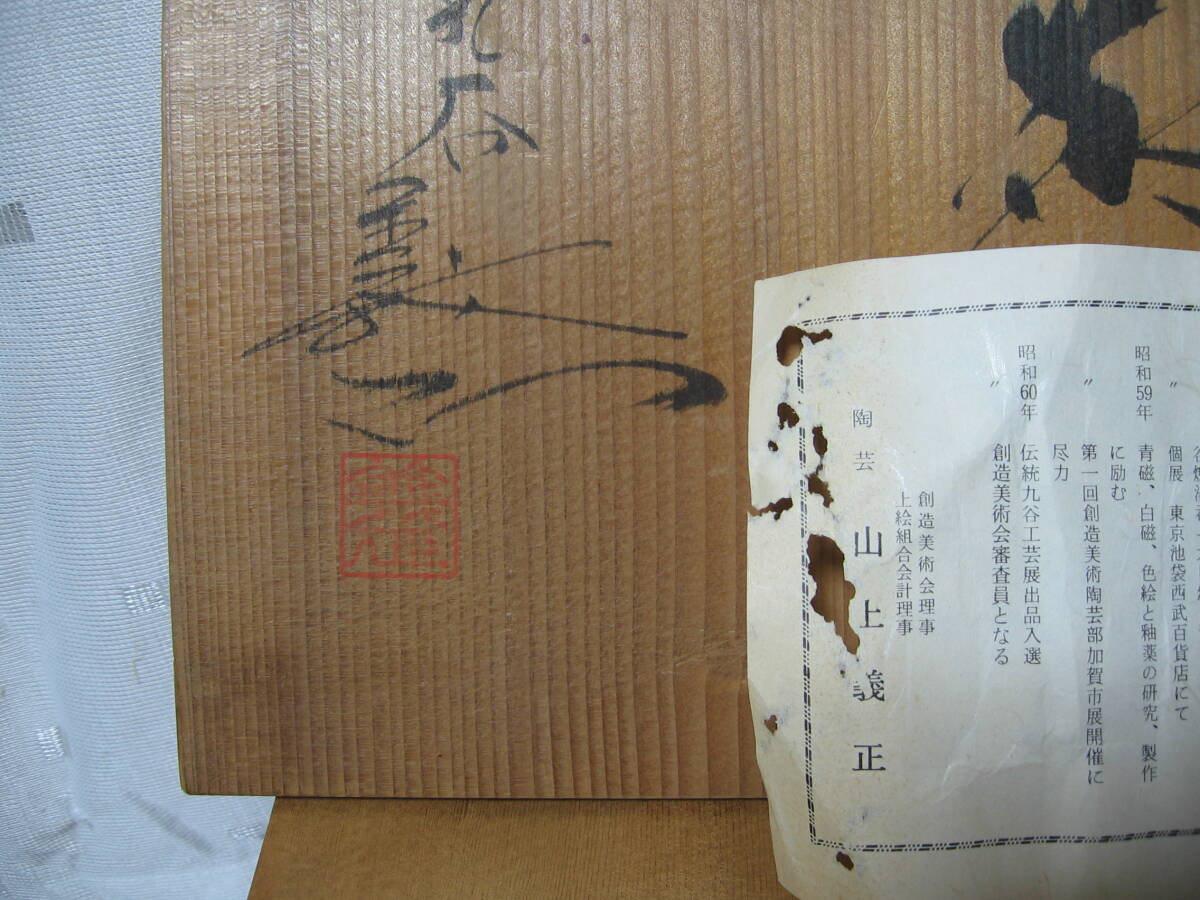 九谷
義正
〃
個展 東京池袋西武百貨店にて
昭和59年
青磁、白磁、色絵と釉薬の研究、製作
に励む
〃
第一回創造美術陶芸部加賀市展開催に
尽力
昭和60年
伝統九谷工芸展出品入選
〃
創造美術会審査員となる
創造美術会理事
上絵組合会計理事
陶芸 山上義正